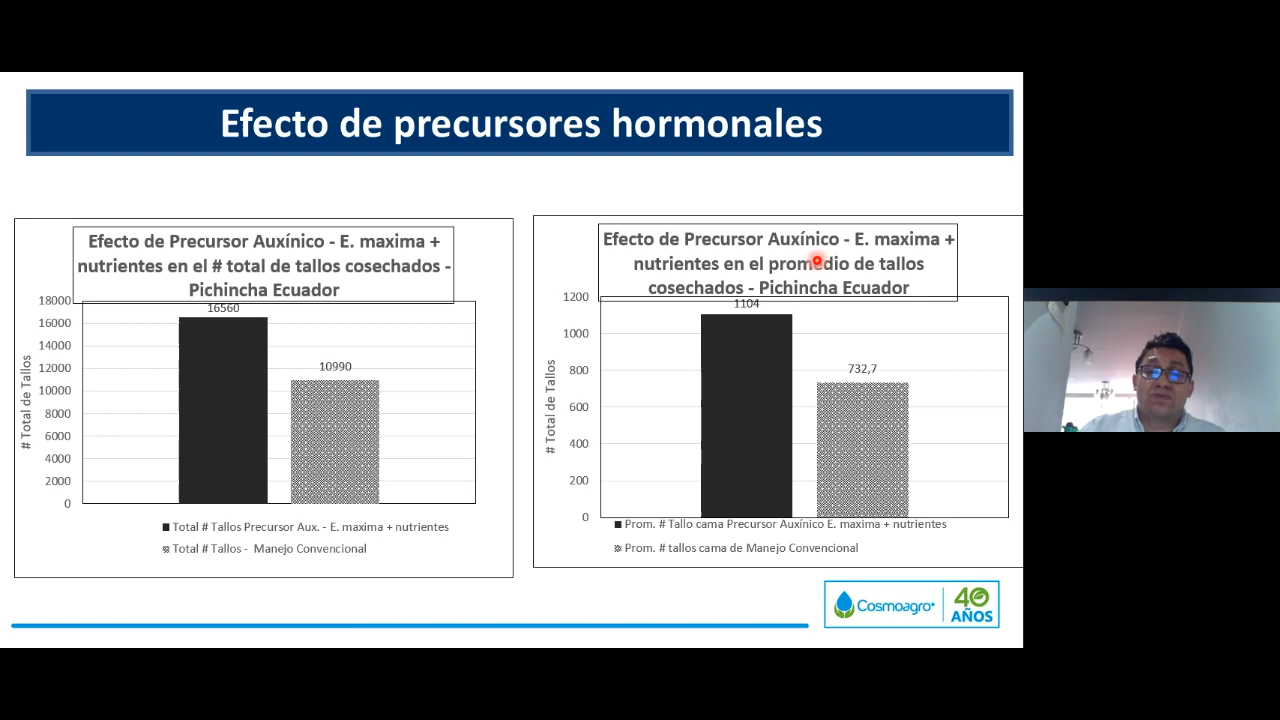 Efecto de precursores hormonales
Efecto de Precursor Auxínico - E. maxima +
nutrientes en el # total de tallos cosechados -
Pichincha Ecuador
18000
16000
14000
12000
10000
8000
6000
4000
2000
0
# Total de Tallos
16560
10990
Total # Tallos Precursor Aux. - E. maxima + nutrientes
Total # Tallos - Manejo Convencional
Efecto de Precursor Auxínico - E. maxima +
nutrientes en el promedio de tallos
cosechados - Pichincha Ecuador
1200
1000
800
600
400
200
0
# Total de Tallos
1104
732,7
Prom. # Tallo cama Precursor Auxínico E. maxima + nutrientes
Prom. # tallos cama de Manejo Convencional
Cosmoagro
40
AÑOS